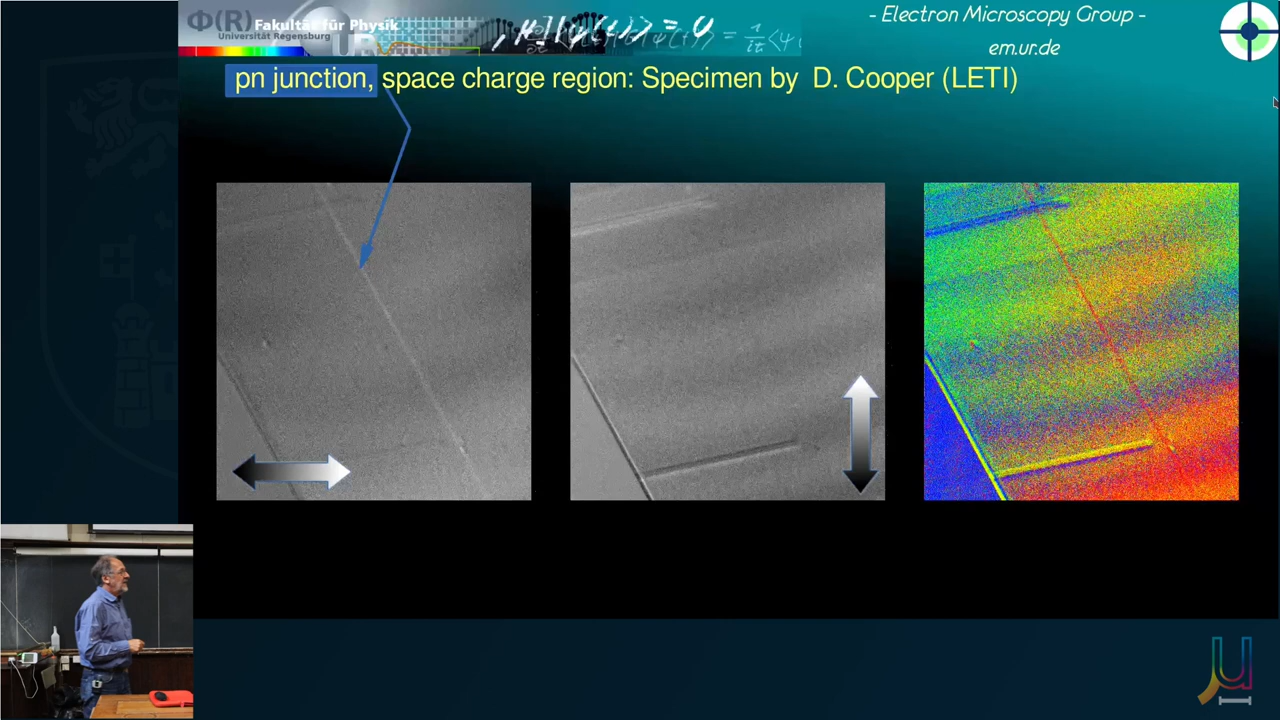 Φ(R) Fakultät für Physik
Universität Regensburg
UR
- Electron Microscopy Group -
em.ur.de
pn junction, space charge region: Specimen by D. Cooper (LETI)
μ